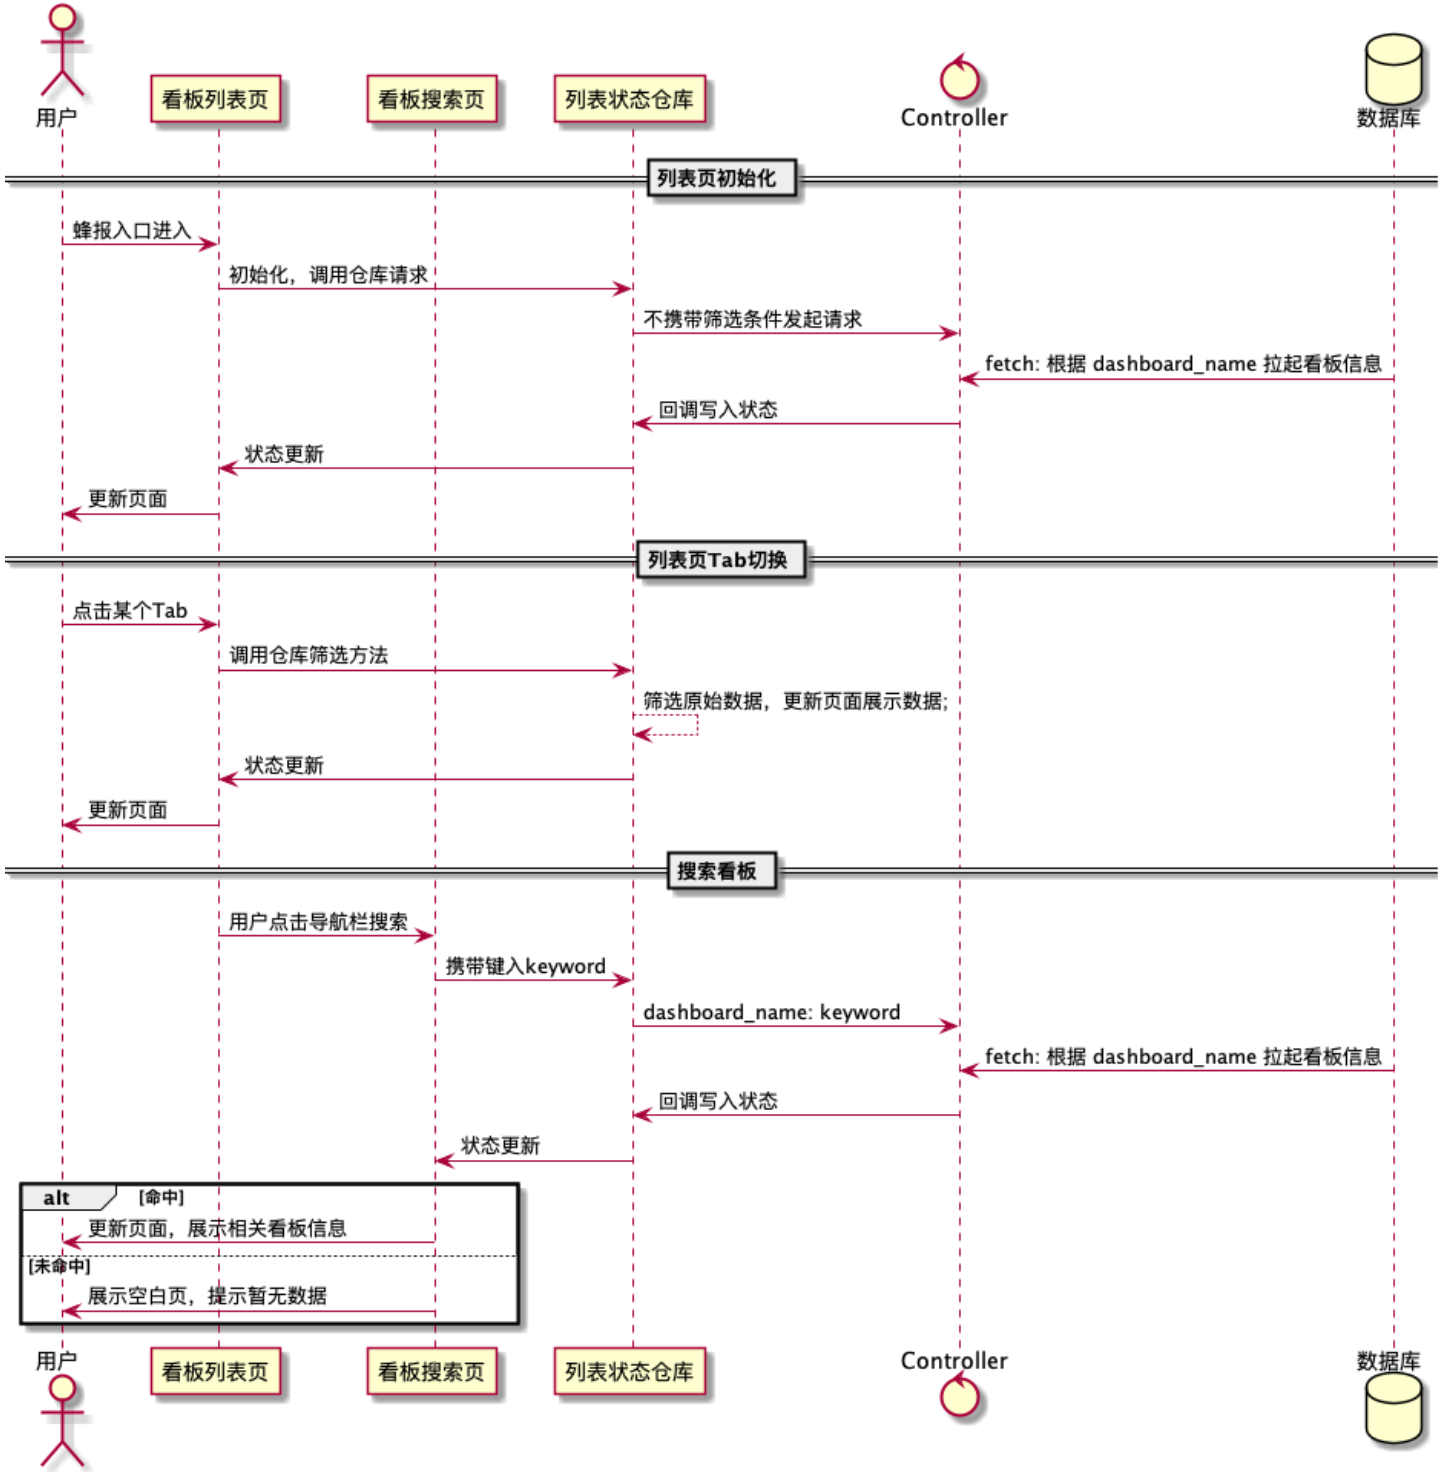 用户
看板列表页
看板搜索页
列表状态仓库
Controller
数据库
列表页初始化
蜂报入口进入
初始化，调用仓库请求
不携带筛选条件发起请求
fetch: 根据 dashboard_name 拉起看板信息
回调写入状态
状态更新
更新页面
列表页Tab切换
点击某个Tab
调用仓库筛选方法
筛选原始数据，更新页面展示数据;
状态更新
更新页面
搜索看板
用户点击导航栏搜索
携带键入keyword
dashboard_name: keyword
fetch: 根据 dashboard_name 拉起看板信息
回调写入状态
状态更新
alt [命中]
更新页面，展示相关看板信息
[未命中]
展示空白页，提示暂无数据
用户
看板列表页
看板搜索页
列表状态仓库
Controller
数据库